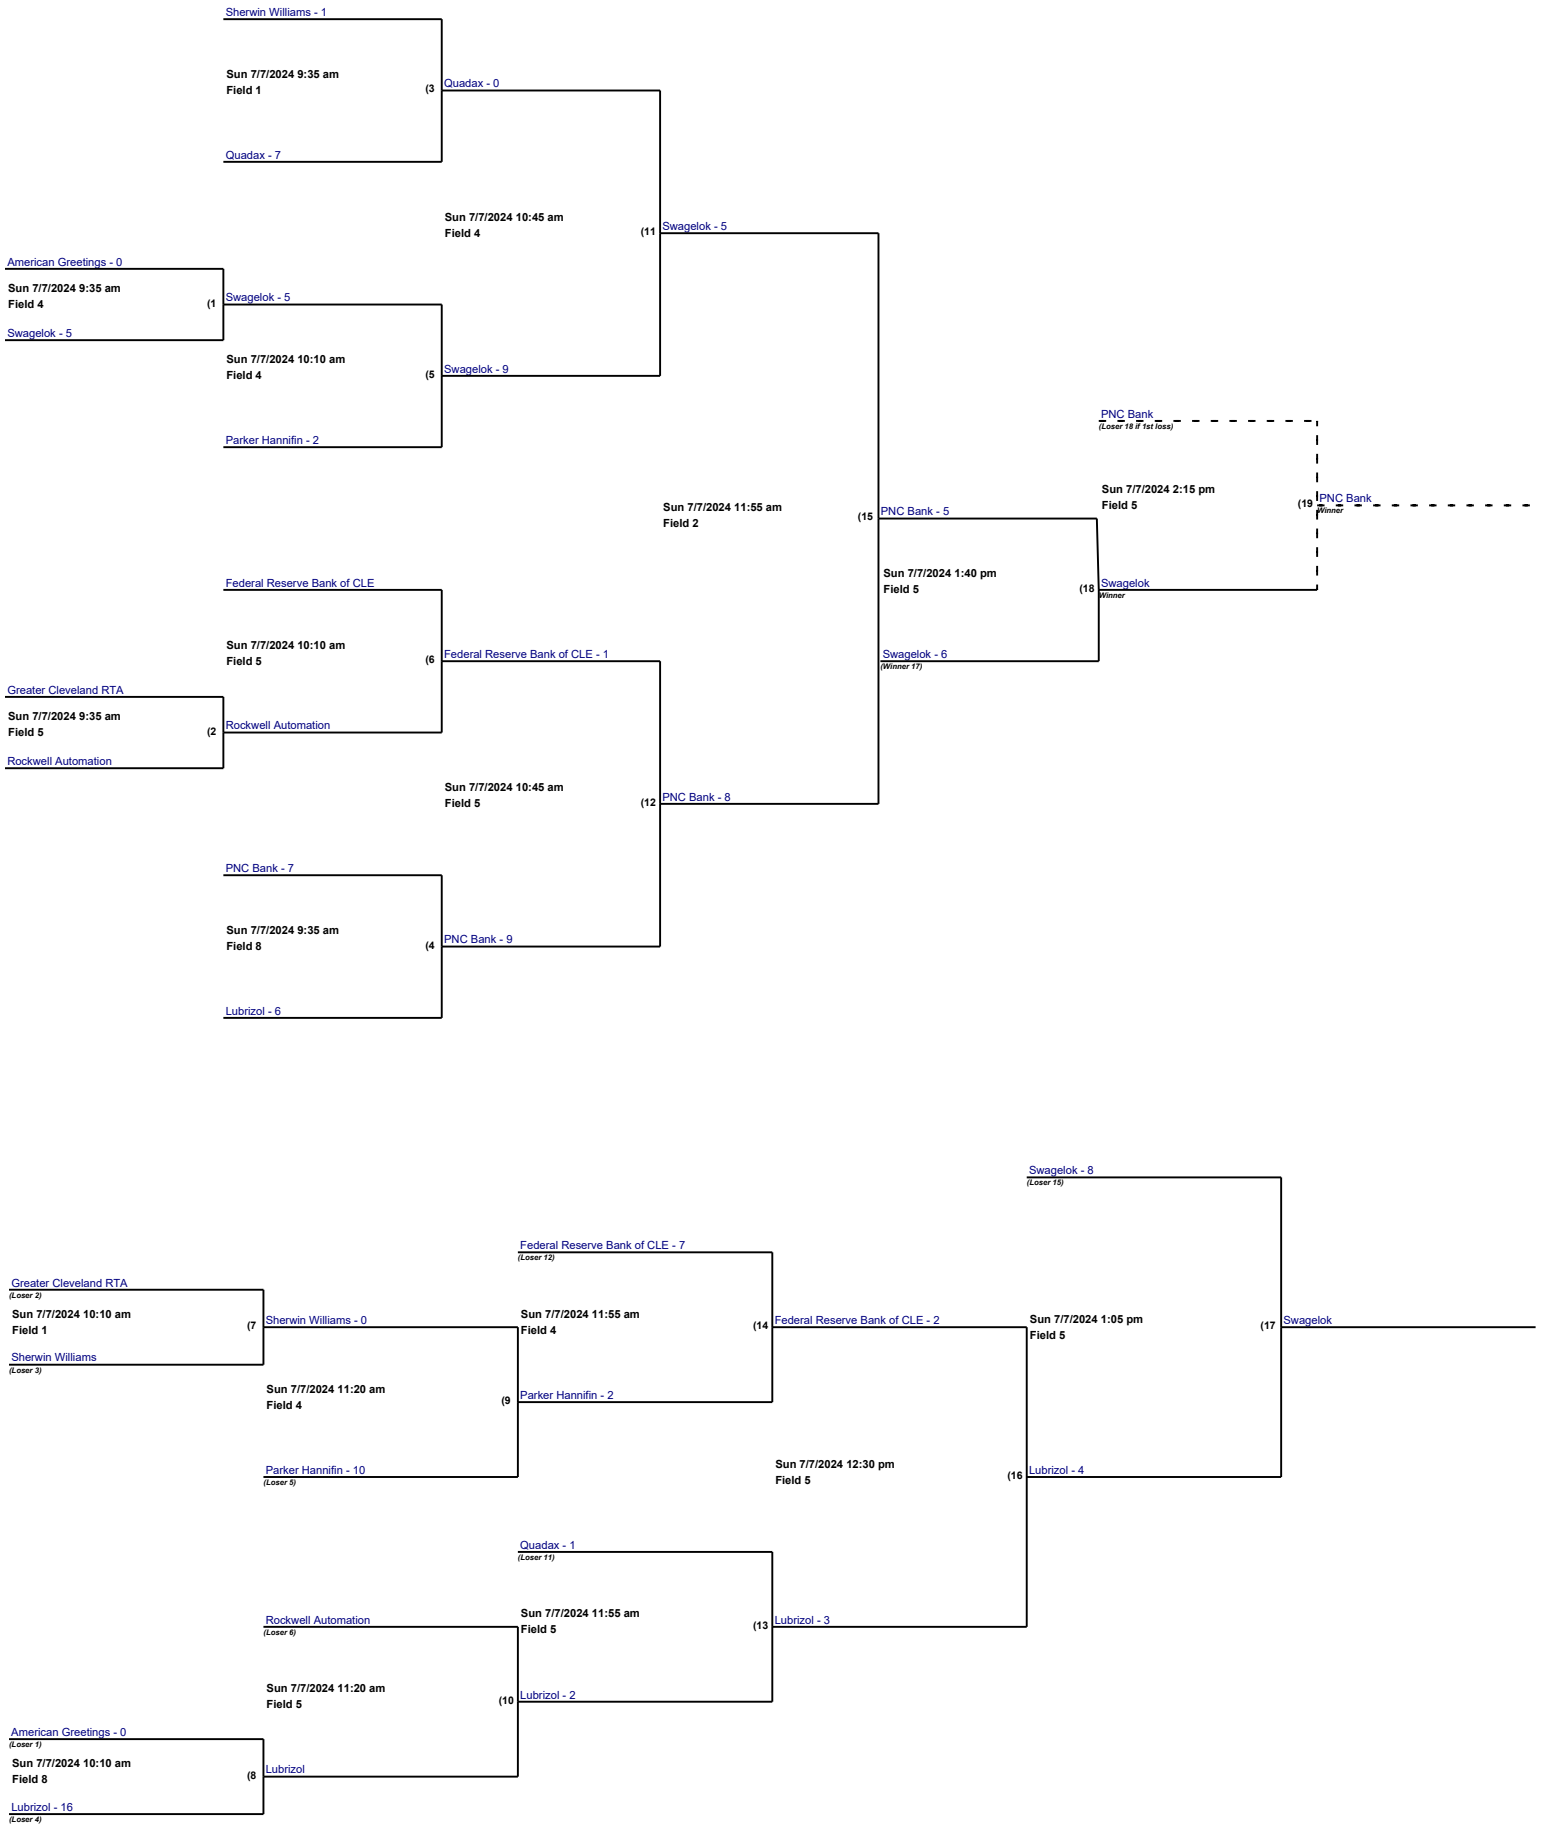 Sherwin Williams - 1
Sun 7/7/2024 9:35 am
Field 1
(3
Quadax - 0
Quadax - 7
Sun 7/7/2024 10:45 am
Field 4
(11
Swagelok - 5
American Greetings - 0
Sun 7/7/2024 9:35 am
Field 4
(1
Swagelok - 5
Swagelok - 5
Sun 7/7/2024 10:10 am
Field 4
(5
Swagelok - 9
Parker Hannifin - 2
PNC Bank
(Loser 18 if 1st loss)
Sun 7/7/2024 2:15 pm
Field 5
(19
PNC Bank
Winner
Sun 7/7/2024 11:55 am
Field 2
(15
PNC Bank - 5
Sun 7/7/2024 1:40 pm
Field 5
(18
Swagelok
Winner
Federal Reserve Bank of CLE
Sun 7/7/2024 10:10 am
Field 5
(6
Federal Reserve Bank of CLE - 1
Swagelok - 6
(Winner 17)
Greater Cleveland RTA
Sun 7/7/2024 9:35 am
Field 5
(2
Rockwell Automation
Rockwell Automation
Sun 7/7/2024 10:45 am
Field 5
(12
PNC Bank - 8
PNC Bank - 7
Sun 7/7/2024 9:35 am
Field 8
(4
PNC Bank - 9
Lubrizol - 6
Swagelok - 8
(Loser 15)
Federal Reserve Bank of CLE - 7
(Loser 12)
Greater Cleveland RTA
(Loser 2)
Sun 7/7/2024 10:10 am
Field 1
(7
Sherwin Williams - 0
Sun 7/7/2024 11:55 am
Field 4
(14
Federal Reserve Bank of CLE - 2
Sun 7/7/2024 1:05 pm
Field 5
(17
Swagelok
Sherwin Williams
(Loser 3)
Sun 7/7/2024 11:20 am
Field 4
(9
Parker Hannifin - 2
Parker Hannifin - 10
(Loser 5)
Sun 7/7/2024 12:30 pm
Field 5
(16
Lubrizol - 4
Quadax - 1
(Loser 11)
Rockwell Automation
(Loser 6)
Sun 7/7/2024 11:55 am
Field 5
(13
Lubrizol - 3
Sun 7/7/2024 11:20 am
Field 5
(10
Lubrizol - 2
American Greetings - 0
(Loser 1)
Sun 7/7/2024 10:10 am
Field 8
(8
Lubrizol
Lubrizol - 16
(Loser 4)